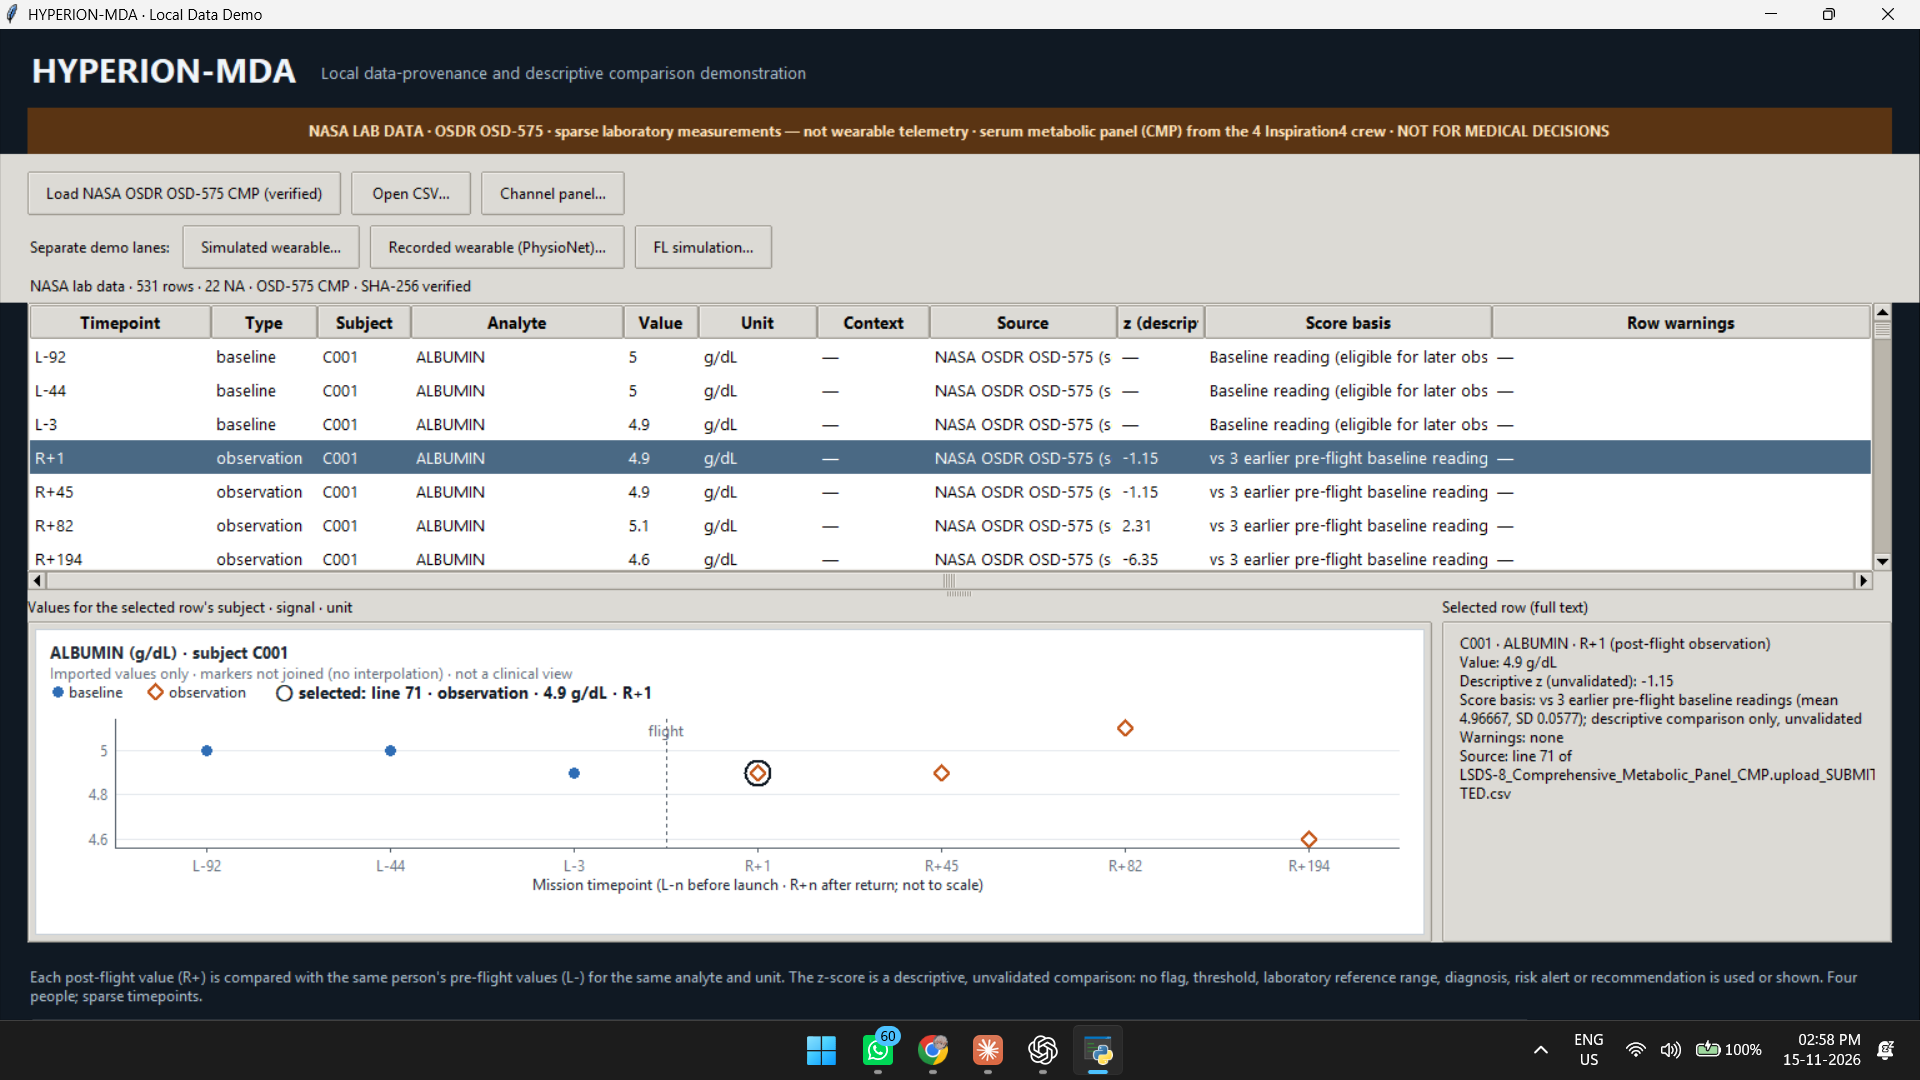 HYPERION-MDA · Local Data Demo
HYPERION-MDA Local data-provenance and descriptive comparison demonstration
NASA LAB DATA · OSDR OSD-575 · sparse laboratory measurements — not wearable telemetry · serum metabolic panel (CMP) from the 4 Inspiration4 crew · NOT FOR MEDICAL DECISIONS
Load NASA OSDR OSD-575 CMP (verified) Open CSV... Channel panel...
Separate demo lanes: Simulated wearable... Recorded wearable (PhysioNet)... FL simulation...
NASA lab data · 531 rows · 22 NA · OSD-575 CMP · SHA-256 verified
Timepoint Type Subject Analyte Value Unit Context Source z (descrip Score basis Row warnings
L-92 baseline C001 ALBUMIN 5 g/dL — NASA OSDR OSD-575 (s — Baseline reading (eligible for later obs —
L-44 baseline C001 ALBUMIN 5 g/dL — NASA OSDR OSD-575 (s — Baseline reading (eligible for later obs —
L-3 baseline C001 ALBUMIN 4.9 g/dL — NASA OSDR OSD-575 (s — Baseline reading (eligible for later obs —
R+1 observation C001 ALBUMIN 4.9 g/dL — NASA OSDR OSD-575 (s -1.15 vs 3 earlier pre-flight baseline reading —
R+45 observation C001 ALBUMIN 4.9 g/dL — NASA OSDR OSD-575 (s -1.15 vs 3 earlier pre-flight baseline reading —
R+82 observation C001 ALBUMIN 5.1 g/dL — NASA OSDR OSD-575 (s 2.31 vs 3 earlier pre-flight baseline reading —
R+194 observation C001 ALBUMIN 4.6 g/dL — NASA OSDR OSD-575 (s -6.35 vs 3 earlier pre-flight baseline reading —
Values for the selected row's subject · signal · unit
ALBUMIN (g/dL) · subject C001
Imported values only · markers not joined (no interpolation) · not a clinical view
baseline observation selected: line 71 · observation · 4.9 g/dL · R+1
flight
5
4.8
4.6
L-92 L-44 L-3 R+1 R+45 R+82 R+194
Mission timepoint (L-n before launch · R+n after return; not to scale)
Selected row (full text)
C001 · ALBUMIN · R+1 (post-flight observation)
Value: 4.9 g/dL
Descriptive z (unvalidated): -1.15
Score basis: vs 3 earlier pre-flight baseline readings (mean
4.96667, SD 0.0577); descriptive comparison only, unvalidated
Warnings: none
Source: line 71 of
LSDS-8_Comprehensive_Metabolic_Panel_CMP.upload_SUBMIT
TED.csv
Each post-flight value (R+) is compared with the same person's pre-flight values (L-) for the same analyte and unit. The z-score is a descriptive, unvalidated comparison: no flag, threshold, laboratory reference range, diagnosis, risk alert or recommendation is used or shown. Four
people; sparse timepoints.
60
ENG
US
100%
02:58 PM
15-11-2026